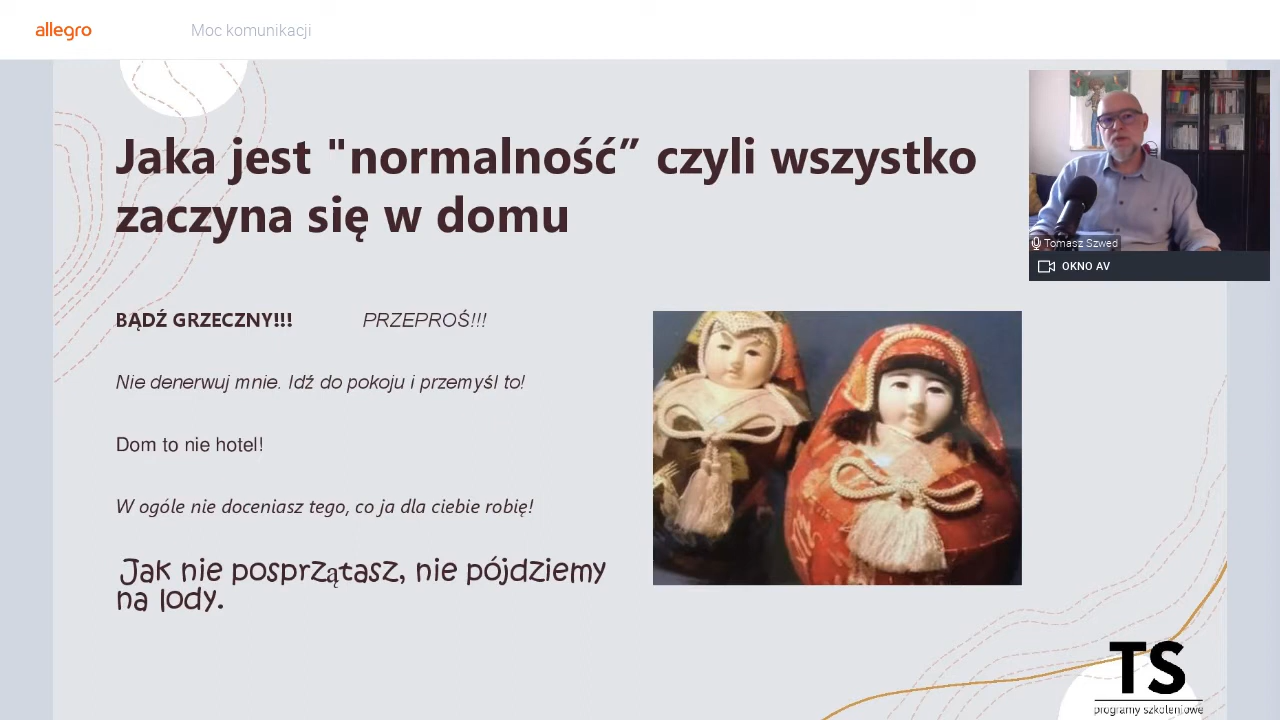 allegro
Moc komunikacji
Jaka jest "normalność” czyli wszystko
zaczyna się w domu
Tomasz Szwed
OKNO AV
BĄDŹ GRZECZNY!!! PRZEPROŚ!!!
Nie denerwuj mnie. Idź do pokoju i przemyśl to!
Dom to nie hotel!
W ogóle nie doceniasz tego, co ja dla ciebie robię!
Jak nie posprzątasz, nie pójdziemy
na lody.
TS
programy szkoleniowe